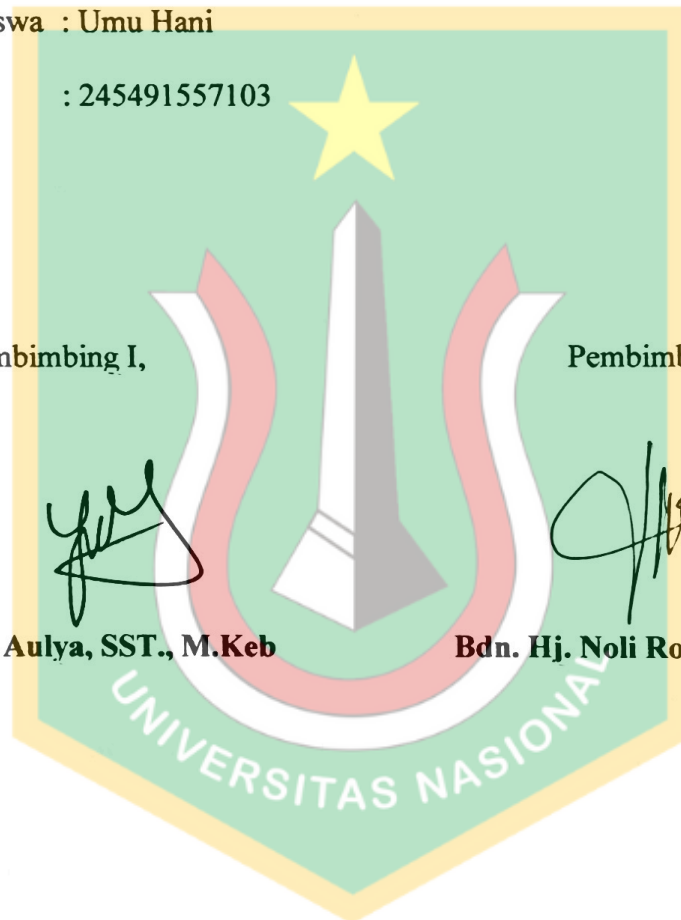 swa : Umu Hani
: 245491557103
mbimbing I,
Pembimb
Aulya, SST., M.Keb
Bdn. Hj. Noli Ro
UNIVERSITAS NASIONAL